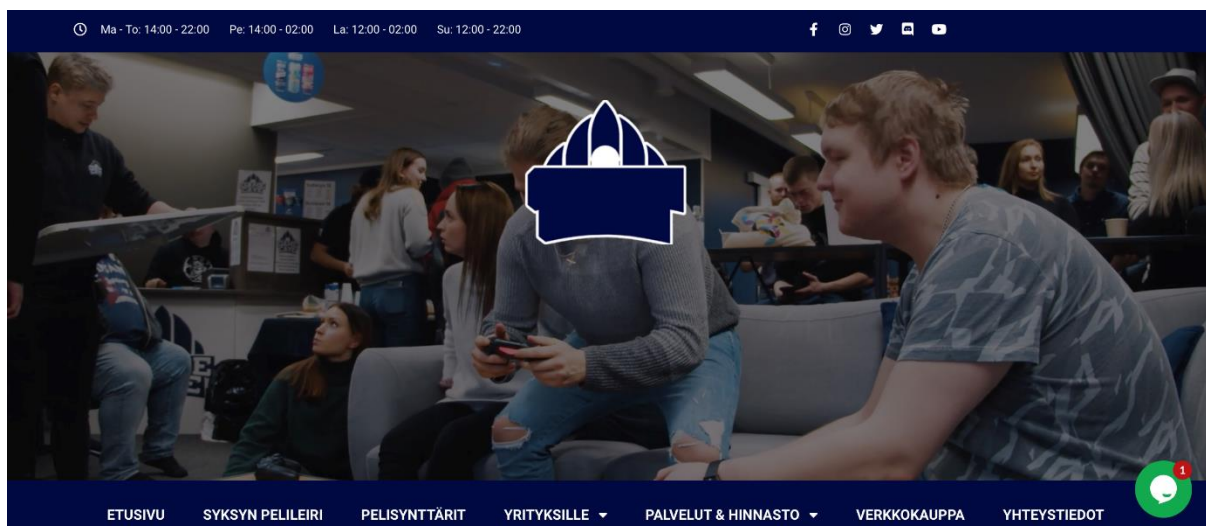 Ma - To: 14:00 - 22:00 Pe: 14:00 - 02:00 La: 12:00 - 02:00 Su: 12:00 - 22:00
1
ETUSIVU SYKSYN PELILEIRI PELISYNTTÄRIT YRITYKSILLE PALVELUT & HINNASTO VERKKOKAUPPA YHTEYSTIEDOT